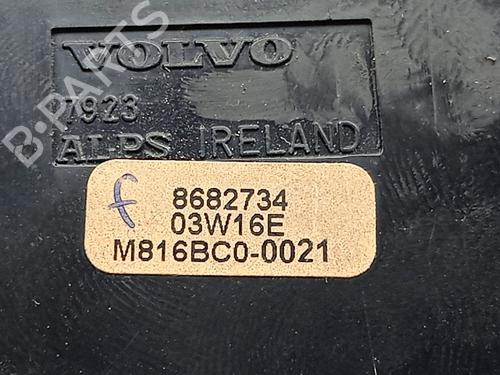 VOLVO
7923
ALPS IRELAND
f
8682734
03W16E
M816BC0-0021
B-PARTS